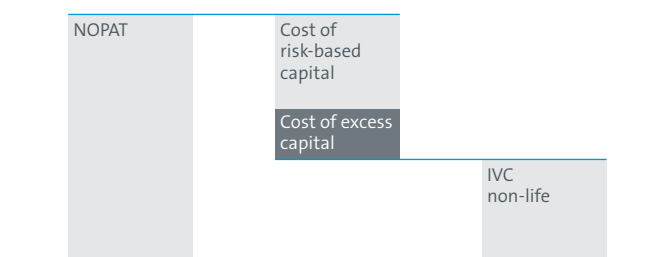 NOPAT
Cost of
risk-based
capital
Cost of excess
capital
IVC
non-life